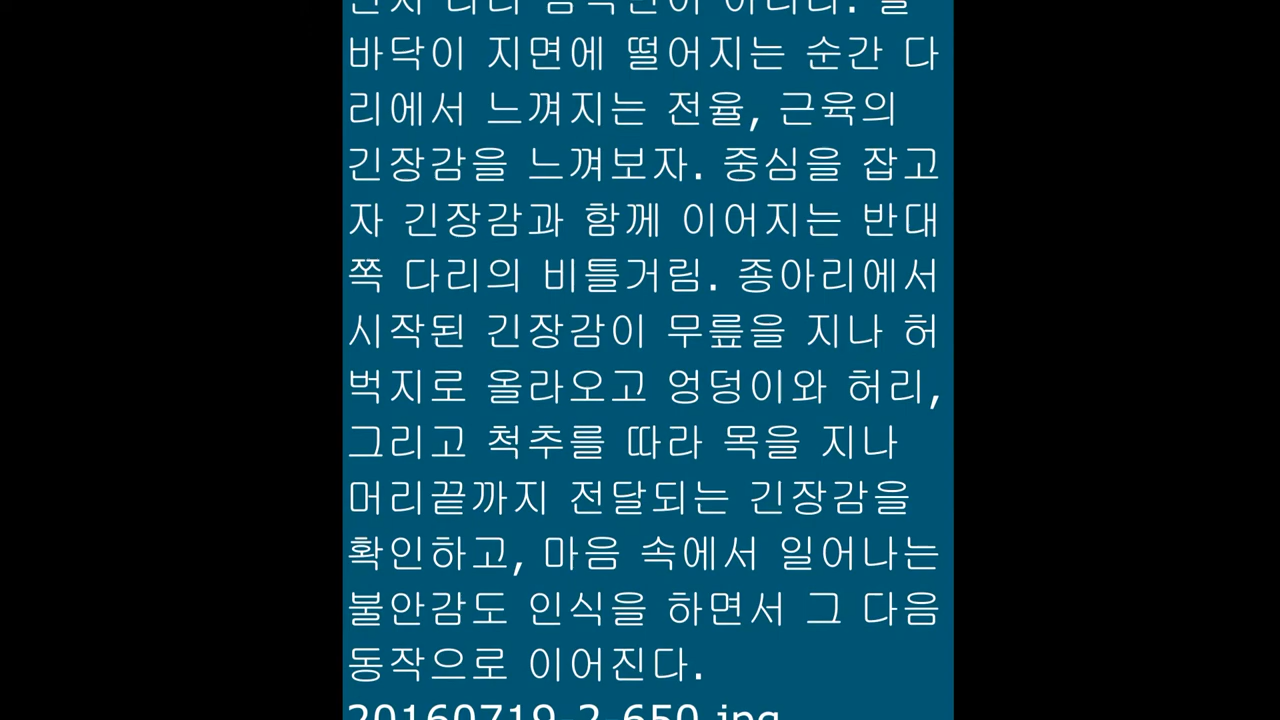 바닥이 지면에 떨어지는 순간 다
리에서 느껴지는 전율, 근육의
긴장감을 느껴보자. 중심을 잡고
자 긴장감과 함께 이어지는 반대
쪽 다리의 비틀거림. 종아리에서
시작된 긴장감이 무릎을 지나 허
벅지로 올라오고 엉덩이와 허리,
그리고 척추를 따라 목을 지나
머리끝까지 전달되는 긴장감을
확인하고, 마음 속에서 일어나는
불안감도 인식을 하면서 그 다음
동작으로 이어진다.
20160719-2-650.jpg